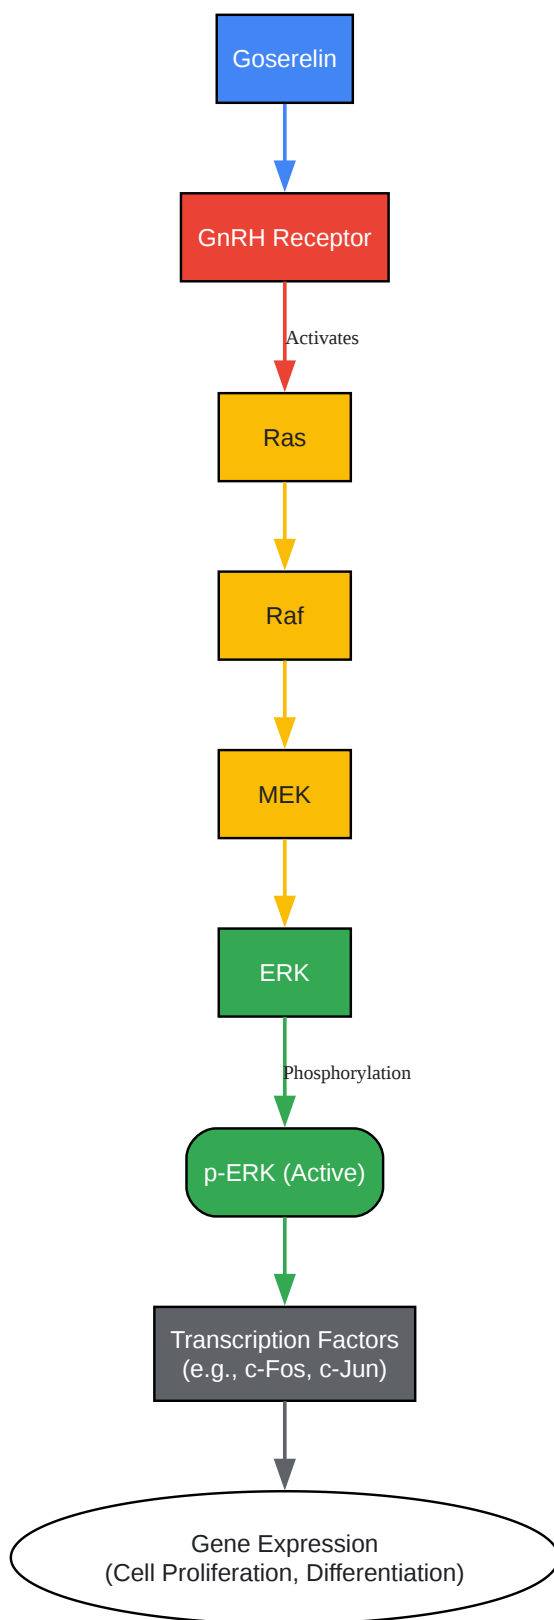 Goserelin
GnRH Receptor
Activates
Ras
Raf
MEK
ERK
Phosphorylation
p-ERK (Active)
Transcription Factors
(e.g., c-Fos, c-Jun)
Gene Expression
(Cell Proliferation, Differentiation)